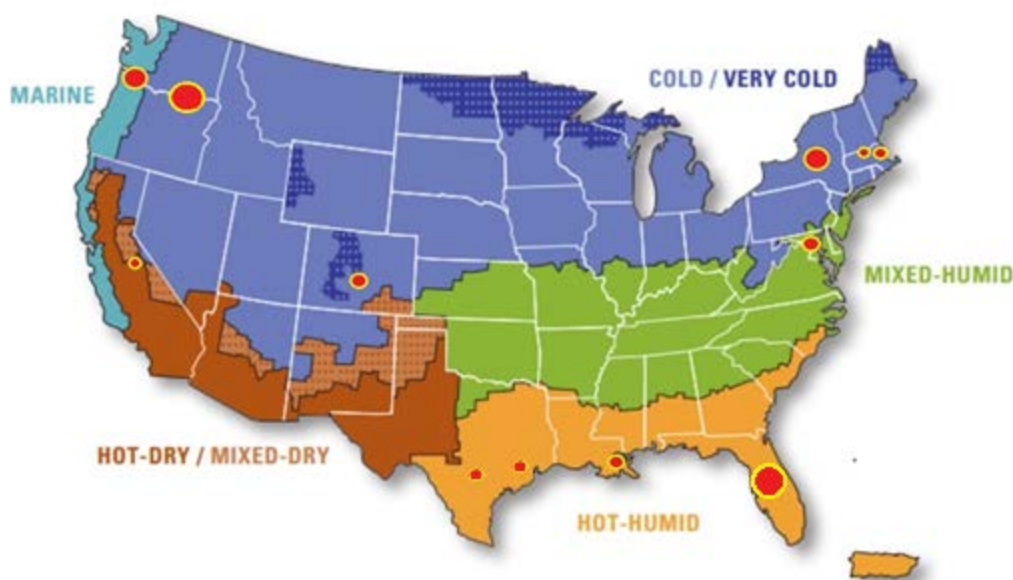 MARINE
COLD / VERY COLD
MIXED-HUMID
HOT-DRY / MIXED-DRY
HOT-HUMID